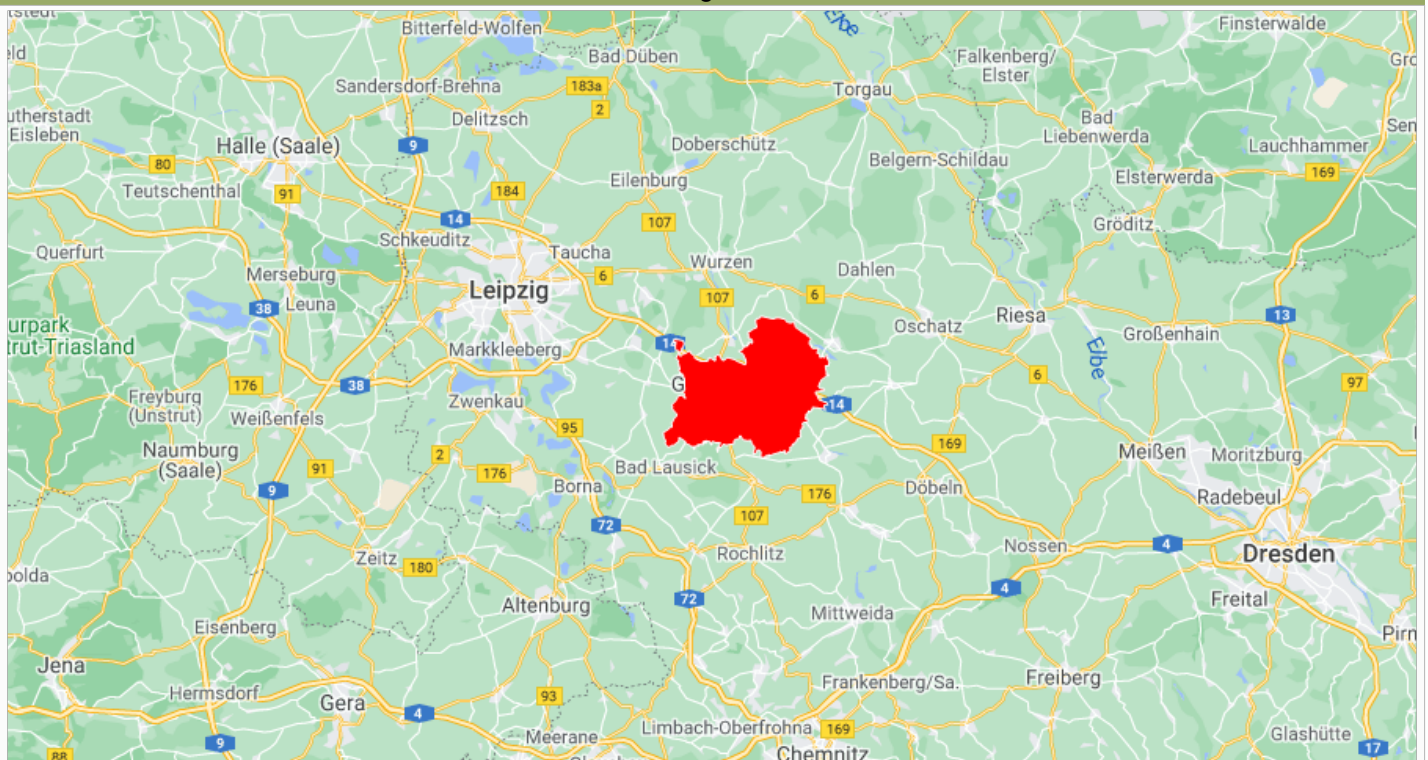 Bitterfeld-Wolfen
Elbe
Finsterwalde
Bad Düben
Falkenberg/
Elster
Sandersdorf-Brehna
183a
Torgau
2
Delitzsch
Bad
Liebenwerda
Eisleben
Halle (Saale)
9
Doberschütz
Lauchhammer
80
Belgern-Schildau
169
Teutschenthal
91
184
Eilenburg
Elsterwerda
14
107
Gröditz
Querfurt
Schkeuditz
Taucha
Wurzen
Dahlen
Merseburg
6
Leipzig
107
6
38
Leuna
Riesa
13
Oschatz
Großenhain
14
Markkleeberg
Elbe
176
38
G
6
97
Freyburg
(Unstrut)
Zwenkau
14
Weißenfels
95
169
Naumburg
(Saale)
2
Meißen
Moritzburg
91
176
Bad Lausick
9
Borna
176
Döbeln
Radebeul
72
107
Zeitz
180
Rochlitz
Nossen
4
Dresden
72
4
Altenburg
Freital
Mittweida
Eisenberg
Jena
Hermsdorf
93
Frankenberg/Sa.
Freiberg
Gera
4
Limbach-Oberfrohna
169
9
Meerane
Glashütte
88
Chemnitz
17